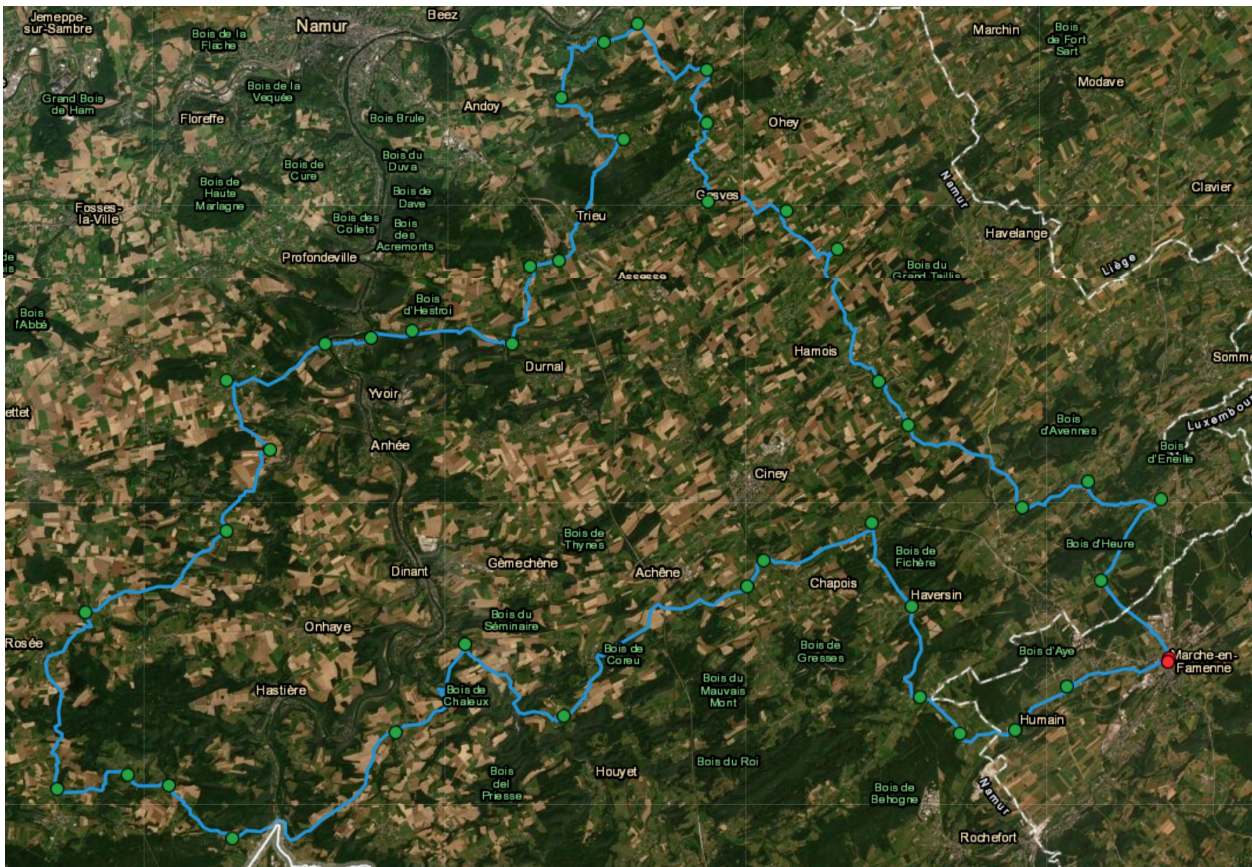 Jemeppe-
sur-Sambre
Namur
Beez
Bois de la
Flache
Marchin
Bois
de Fort
Sart
Modave
Grand Bois
de Ham
Bois de la
Vequée
Floreffe
Andoy
Bois Brule
Ohey
Bois de
Cure
Bois du
Duva
Bois de
Haute
Marlagne
Bois de
Dave
Gesves
Namur
Clavier
Fosses-
la-Ville
Bois des
Collets
Bois
des
Acremonts
Trieu
Havelange
Profondeville
Assesse
Bois du
Grand Taillis
Liège
Bois
l'Abbé
Bois
d'Hestroi
Durnal
Hamois
Somme
Yvoir
ettet
Luxembour
Anhée
Bois
d'Avennes
Bois
d'Eneille
Ciney
Bois de
Thynes
Gèmechène
Achêne
Dinant
Chapois
Bois de
Fichère
Bois d'Heure
Haversin
Rosée
Onhaye
Bois du
Séminaire
Bois de
Coreu
Bois de
Gresses
Bois d'Aye
Marche-en-
Famenne
Hastière
Bois de
Chaleux
Bois du
Mauvais
Mont
Humain
Bois
del
Priesse
Houyet
Bois du Roi
Bois de
Behogne
Namur
Rochefort